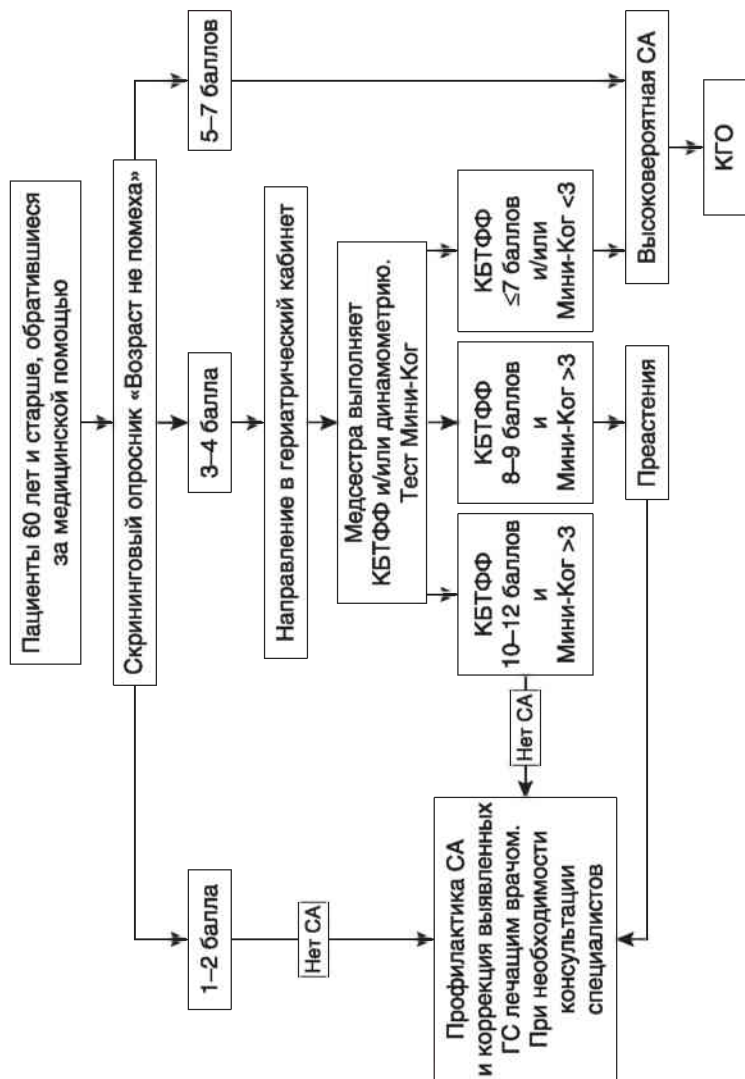 Пациенты 60 лет и старше, обратившиеся
за медицинской помощью
Скрининговый опросник «Возраст не помеха»
1–2 балла
3–4 балла
5–7 баллов
Нет СА
Направление в гериатрический кабинет
Медсестра выполняет
КБТФФ и/или динамометрию.
Тест Мини-Ког
КБТФФ
10–12 баллов
и
Мини-Ког >3
КБТФФ
8–9 баллов
и
Мини-Ког >3
КБТФФ
≤7 баллов
и/или
Мини-Ког <3
Нет СА
Профилактика СА
и коррекция выявленных
ГС лечащим врачом.
При необходимости
консультации
специалистов
Преастения
Высоковероятная СА
КГО